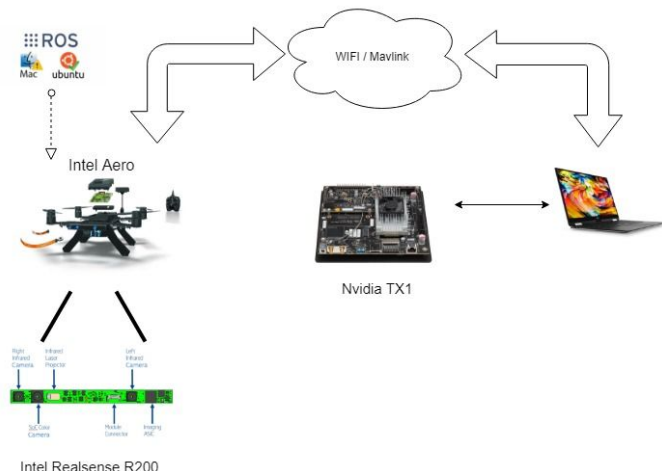 ROS
Mac
ubuntu
WIFI / Mavlink
Intel Aero
Nvidia TX1
Right
Infrared
Camera
Infrared
Laser
Projector
Left
Infrared
Camera
Camera
Module
Connector
Imaging
ASIC
Intel Realsense R200